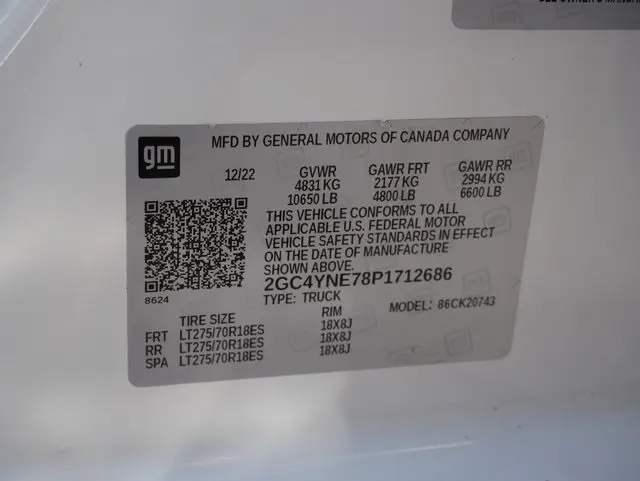 gm
MFD BY GENERAL MOTORS OF CANADA COMPANY
12/22 GVWR GAWR FRT GAWR RR
4831 KG 2177 KG 2994 KG
10650 LB 4800 LB 6600 LB
THIS VEHICLE CONFORMS TO ALL
APPLICABLE U.S. FEDERAL MOTOR
VEHICLE SAFETY STANDARDS IN EFFECT
ON THE DATE OF MANUFACTURE
SHOWN ABOVE.
2GC4YNE78P1712686
8624
TYPE: TRUCK MODEL: 86CK20743
TIRE SIZE RIM
FRT LT275/70R18ES 18X8J
RR LT275/70R18ES 18X8J
SPA LT275/70R18ES 18X8J